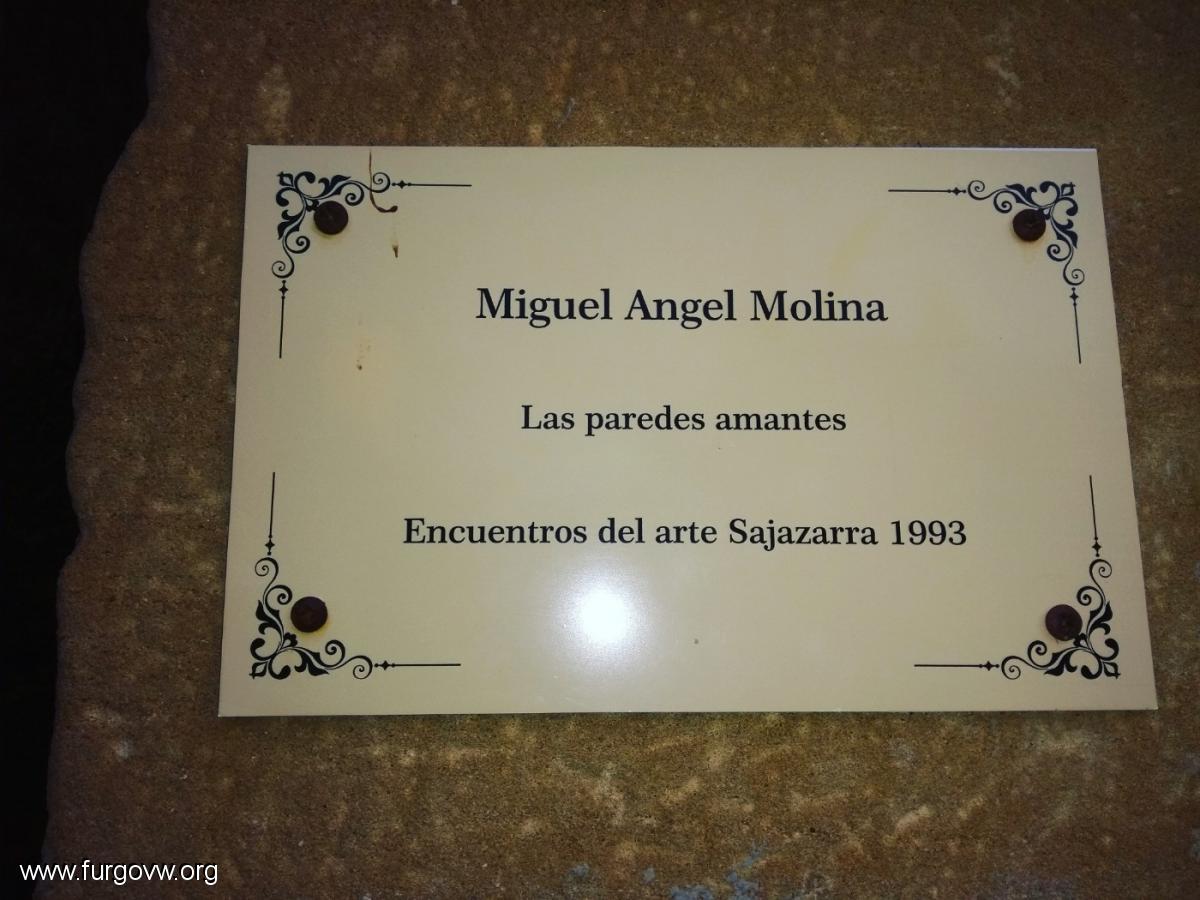 Miguel Angel Molina
Las paredes amantes
Encuentros del arte Sajazarra 1993
www.furgovw.org